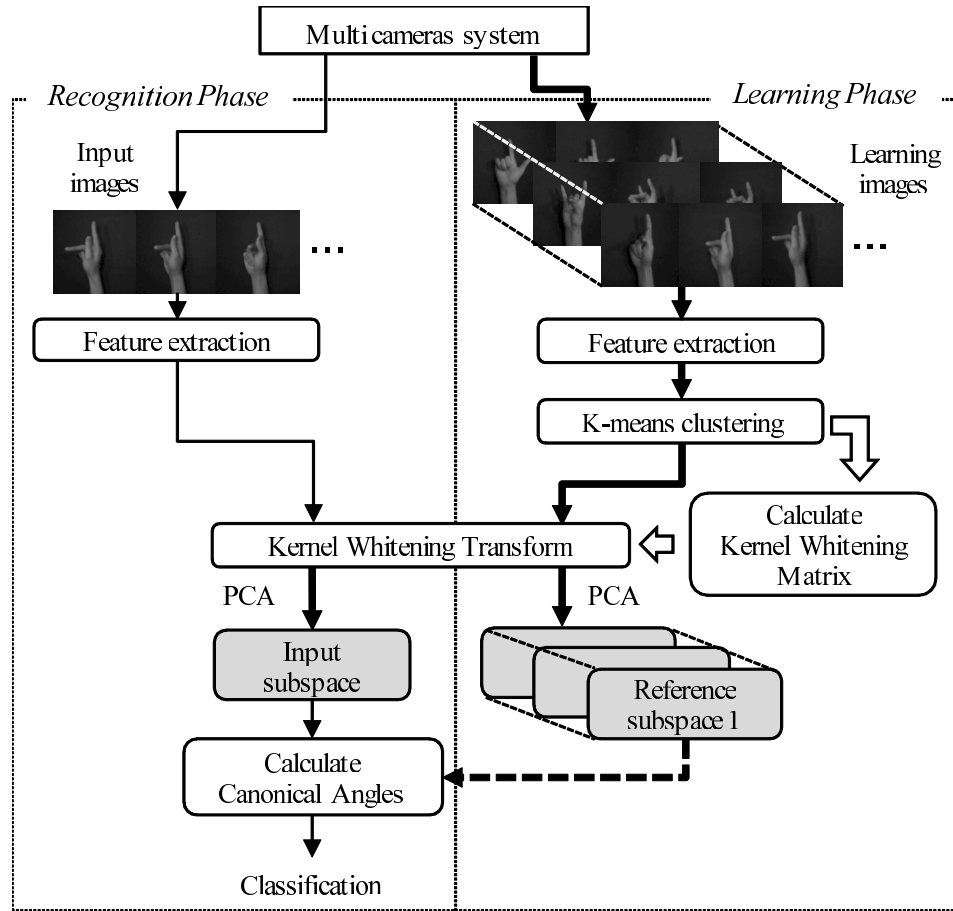 Multicameras system
Recognition Phase
Learning Phase
Input
images
Learning
images
...
...
Feature extraction
Feature extraction
K-means clustering
Calculate
Kernel Whitening
Matrix
Kernel Whitening Transform
PCA
PCA
Input
subspace
Reference
subspace 1
Calculate
Canonical Angles
Classification